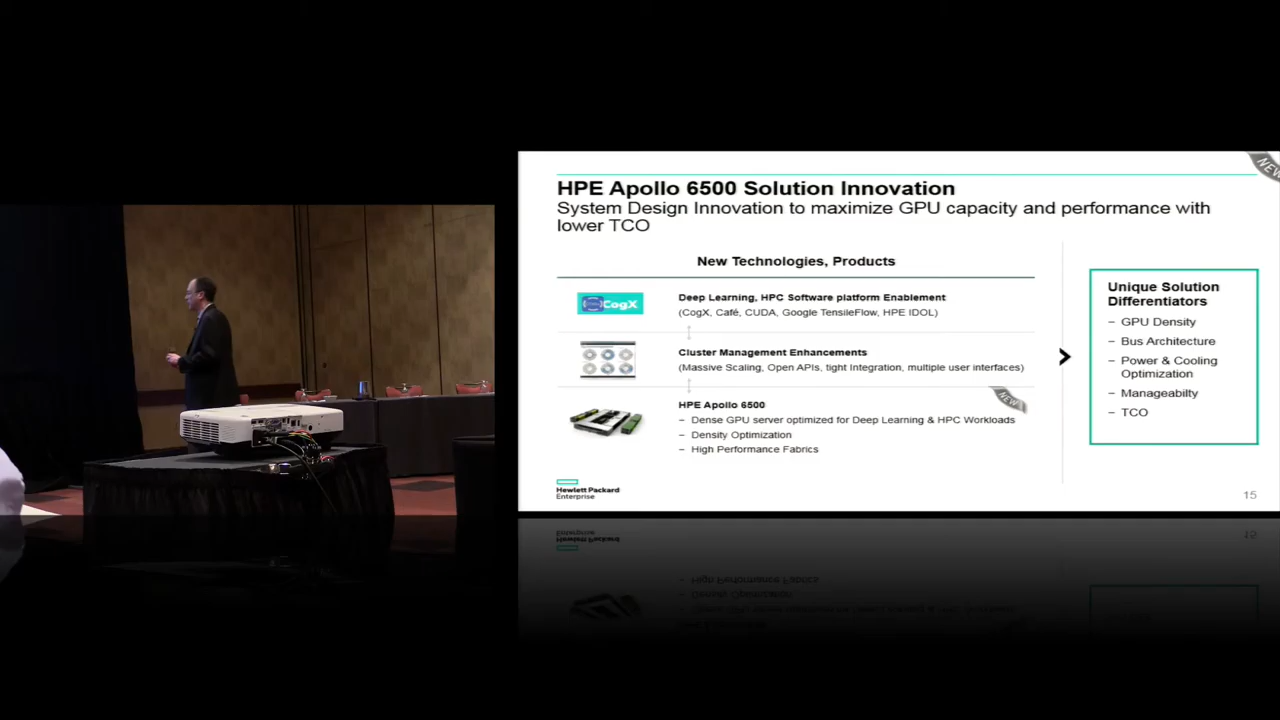 NEW
HPE Apollo 6500 Solution Innovation
System Design Innovation to maximize GPU capacity and performance with
lower TCO
New Technologies, Products
CogX
Deep Learning, HPC Software platform Enablement
(CogX, Café, CUDA, Google TensileFlow, HPE IDOL)
Cluster Management Enhancements
(Massive Scaling, Open APIs, tight Integration, multiple user interfaces)
NEW
HPE Apollo 6500
– Dense GPU server optimized for Deep Learning & HPC Workloads
– Density Optimization
– High Performance Fabrics
Unique Solution
Differentiators
– GPU Density
– Bus Architecture
– Power & Cooling
Optimization
– Manageabilty
– TCO
Hewlett Packard
Enterprise
15